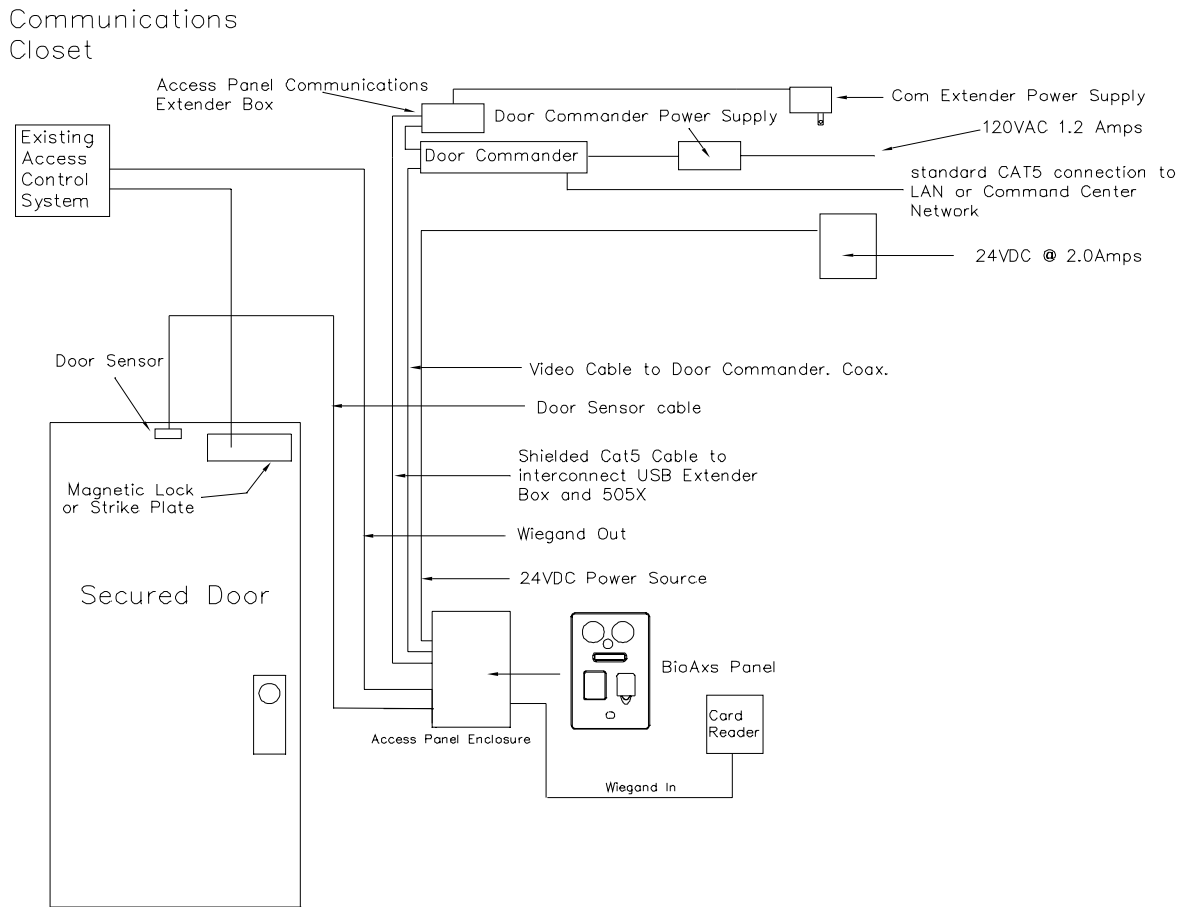 Communications
Closet
Access Panel Communications
Extender Box
Com Extender Power Supply
Door Commander Power Supply
120VAC 1.2 Amps
Existing
Access
Control
System
Door Commander
standard CAT5 connection to
LAN or Command Center
Network
24VDC @ 2.0Amps
Door Sensor
Video Cable to Door Commander. Coax.
Door Sensor cable
Shielded Cat5 Cable to
interconnect USB Extender
Box and 505X
Magnetic Lock
or Strike Plate
Wiegand Out
24VDC Power Source
Secured Door
BioAxs Panel
Card
Reader
Access Panel Enclosure
Wiegand In